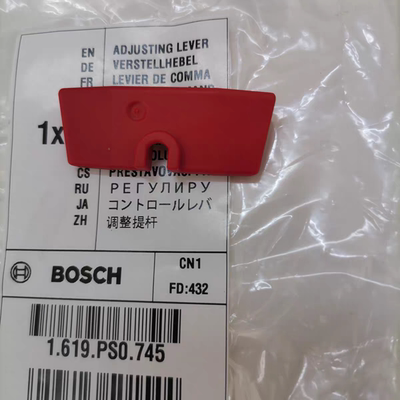 EN ADJUSTING LEVER
DE VERSTELLHEBEL
FR LEVIER DE COMMA
1x
CS
RU РЕГУЛИРУ
JA コントロールレバ
ZH 调整提杆
BOSCH
CN1
FD:432
1.619.PS0.745